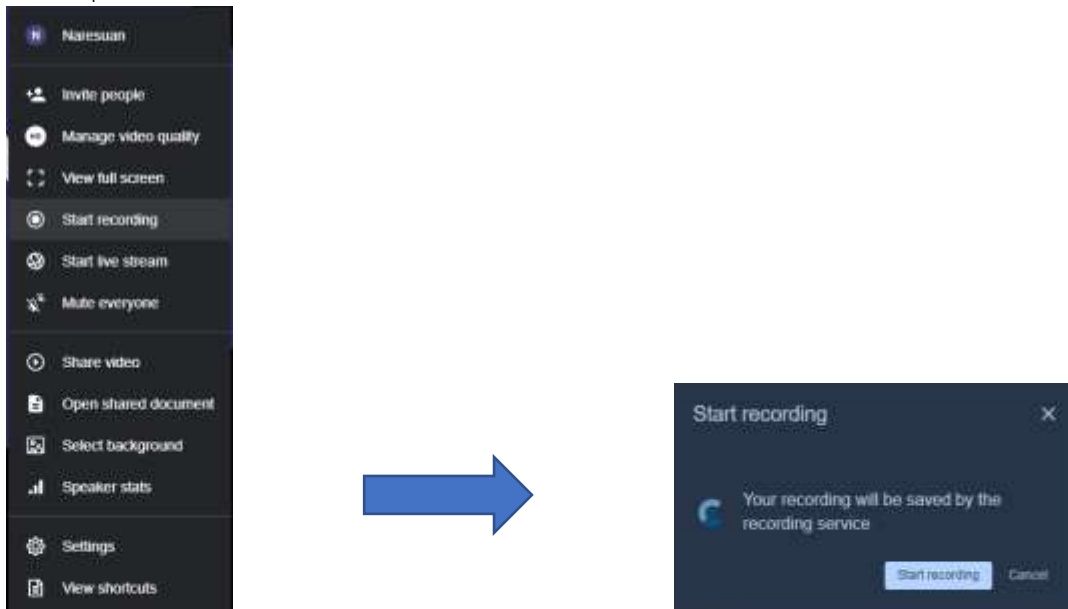 N
Naresuan
Invite people
Manage video quality
View full screen
Start recording
Start live stream
Mute everyone
Share video
Open shared document
Select background
Speaker stats
Settings
View shortcuts
Start recording
Your recording will be saved by the
recording service
Start recording
Cancel